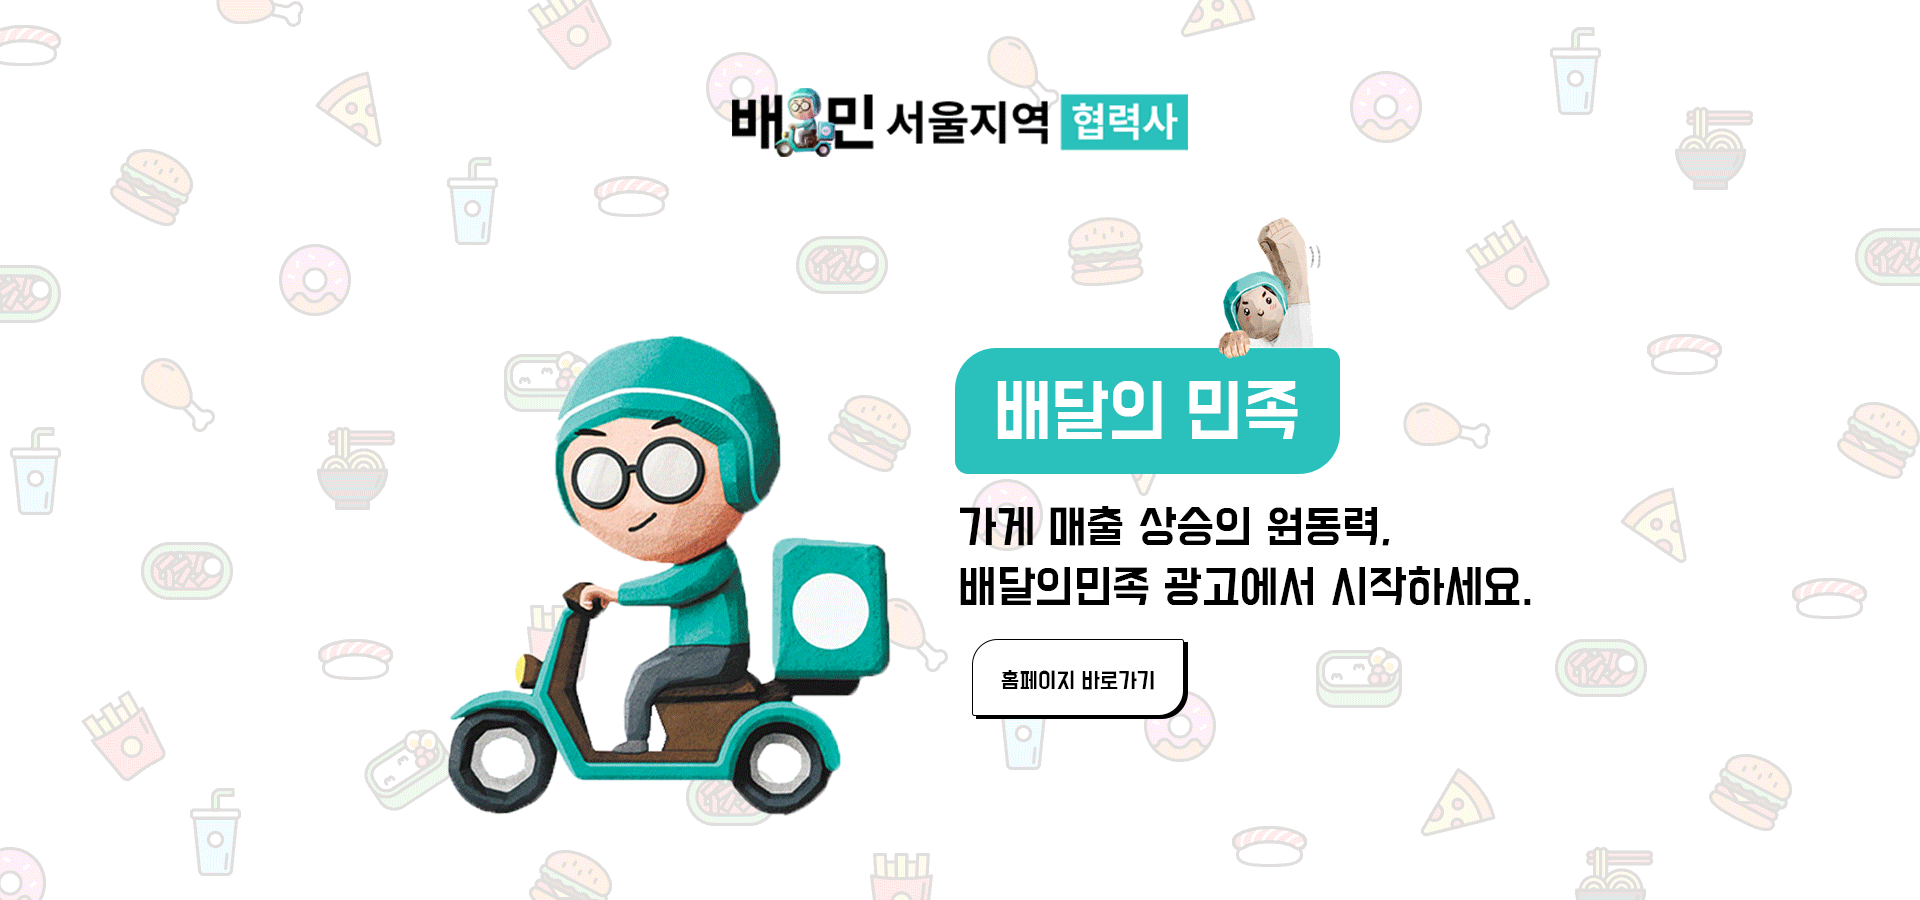 배민 서울지역 협력사
배달의 민족
가게 매출 상승의 원동력,
배달의민족 광고에서 시작하세요.
홈페이지 바로가기